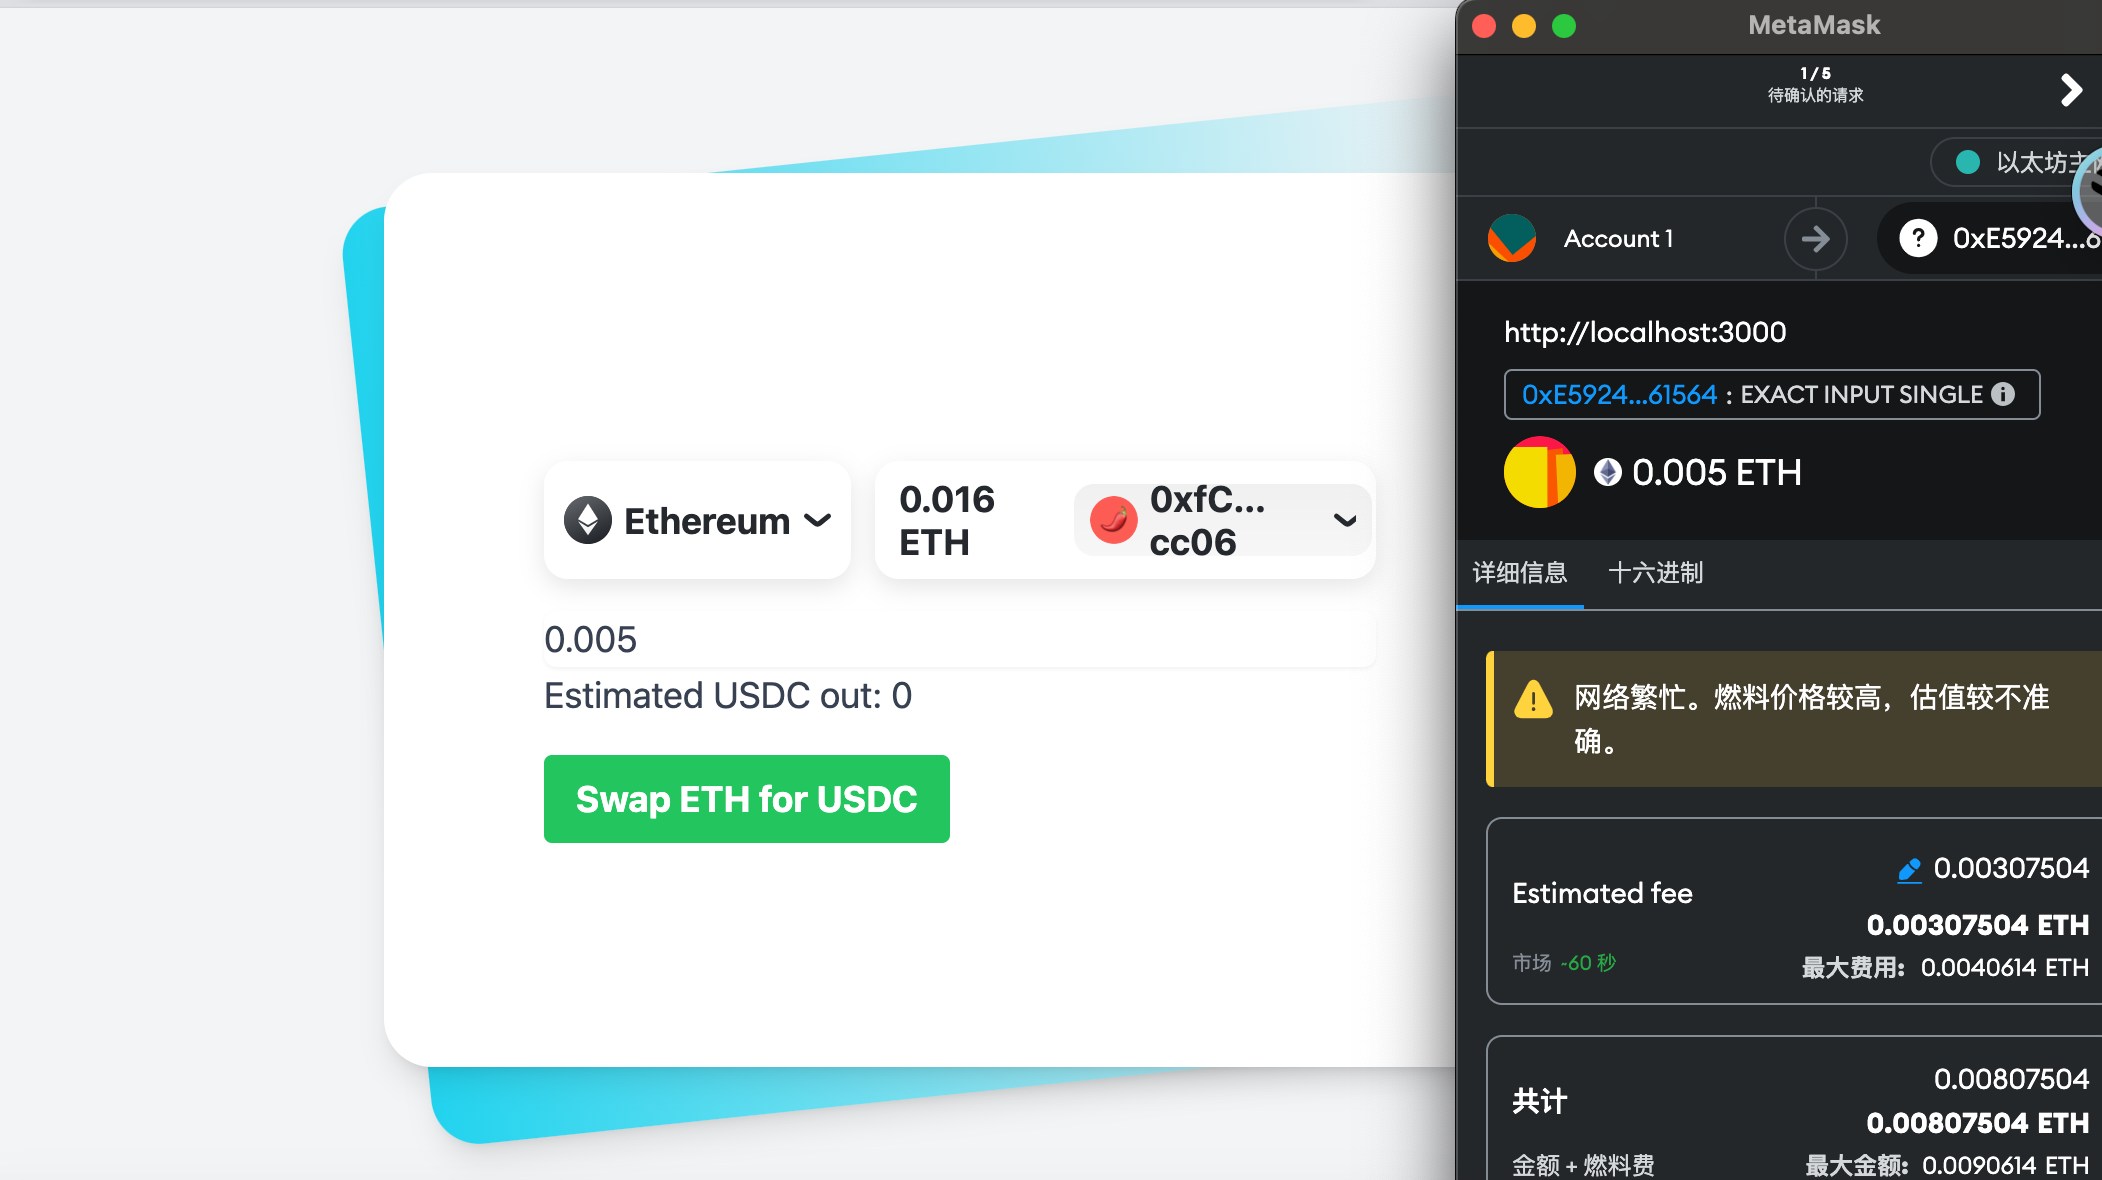 Ethereum
0.016
ETH
0xfC...
cc06
0.005
Estimated USDC out: 0
Swap ETH for USDC
MetaMask
1 / 5
待确认的请求
以太坊主网
Account 1
0xE5924...6
http://localhost:3000
0xE5924...61564 : EXACT INPUT SINGLE
0.005 ETH
详细信息
十六进制
网络繁忙。燃料价格较高，估值较不准
确。
0.00307504
Estimated fee
0.00307504 ETH
市场 ~60 秒
最大费用: 0.0040614 ETH
0.00807504
共计
0.00807504 ETH
金额 + 燃料费
最大金额: 0.0090614 ETH